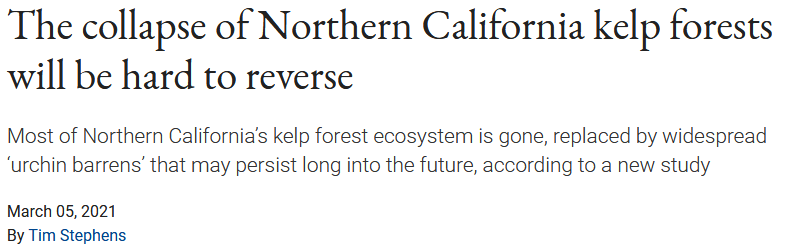 The collapse of Northern California kelp forests
will be hard to reverse
Most of Northern California’s kelp forest ecosystem is gone, replaced by widespread
‘urchin barrens’ that may persist long into the future, according to a new study
March 05, 2021
By Tim Stephens